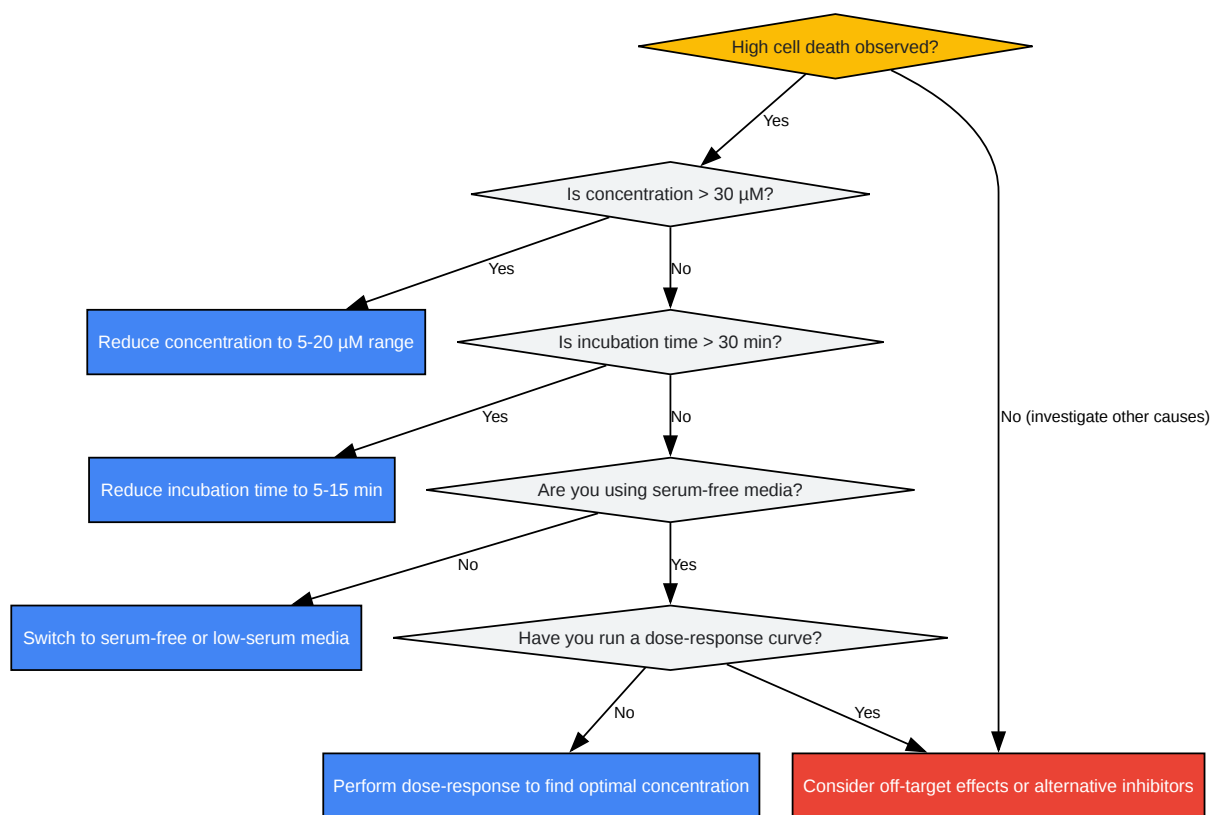 High cell death observed?
Yes
Is concentration > 30 µM?
Yes
No
Reduce concentration to 5-20 µM range
Is incubation time > 30 min?
No (investigate other causes)
Yes
No
Reduce incubation time to 5-15 min
Are you using serum-free media?
No
Yes
Switch to serum-free or low-serum media
Have you run a dose-response curve?
No
Yes
Perform dose-response to find optimal concentration
Consider off-target effects or alternative inhibitors